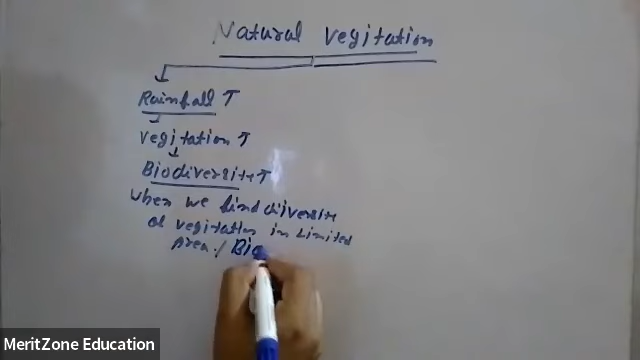 Natural Vegitation
Rainfall ↑
Vegitation ↑
Biodiversity ↑
When we find diversity
of vegitation in Limited
Area. / Bio
MeritZone Education